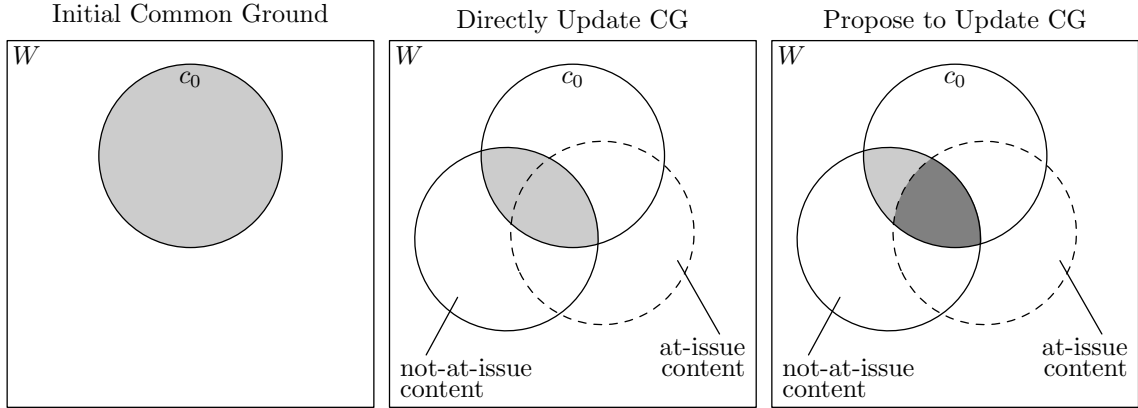 Initial Common Ground
W
c₀
Directly Update CG
W
c₀
not-at-issue
content
at-issue
content
Propose to Update CG
W
c₀
not-at-issue
content
at-issue
content